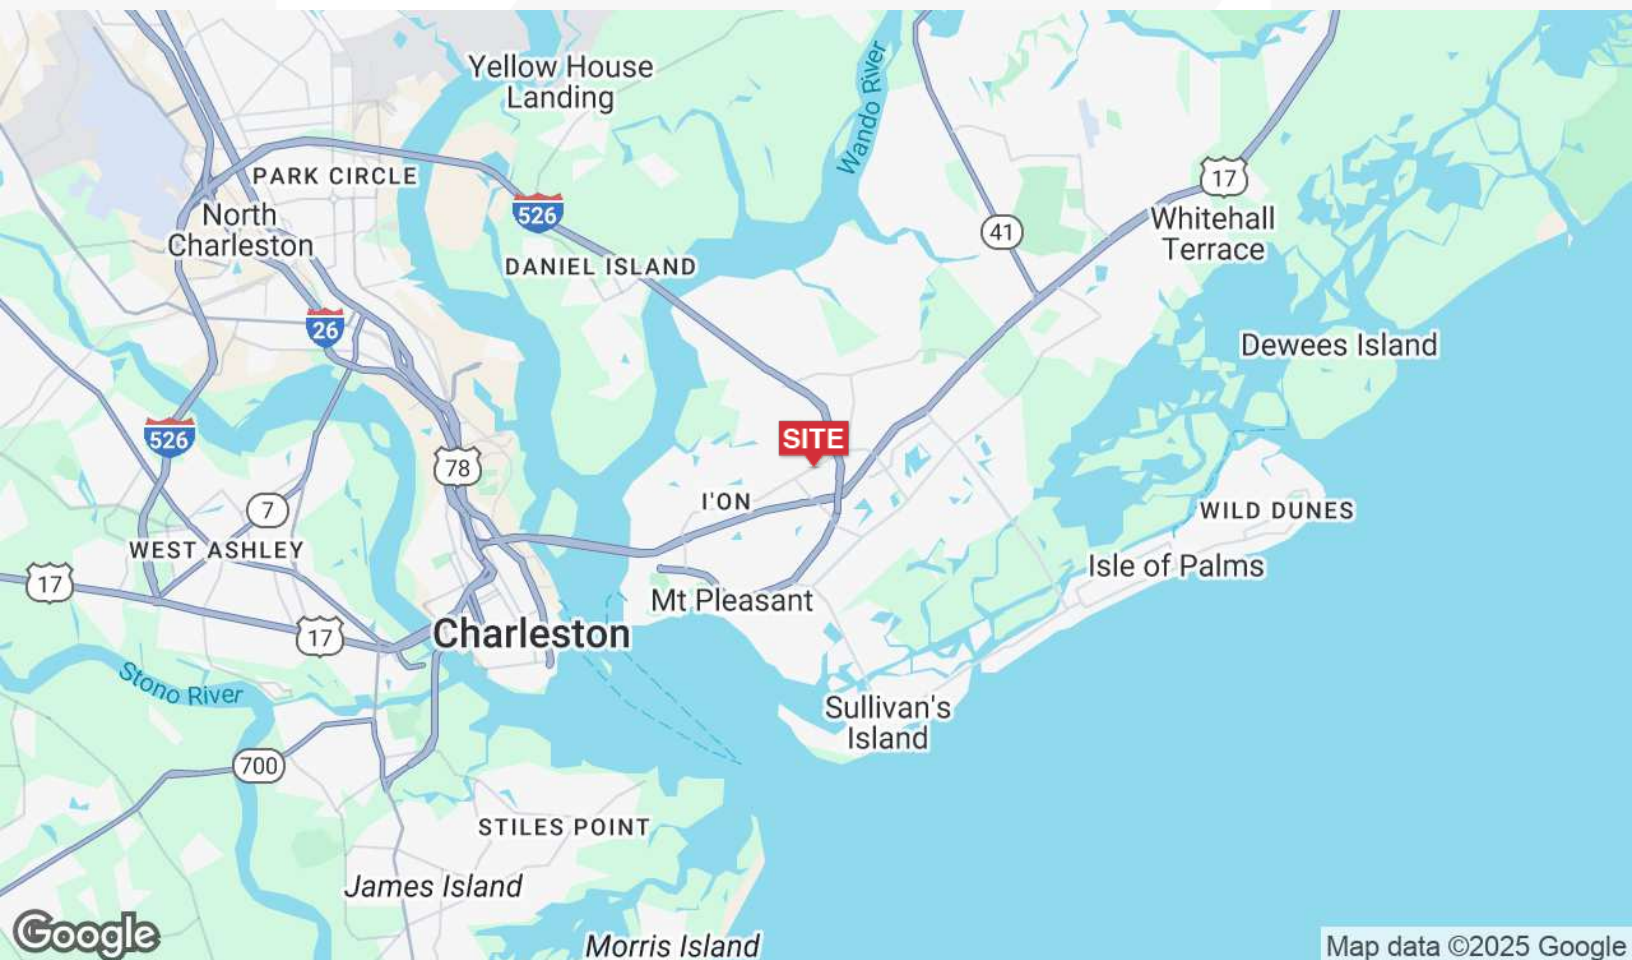 Yellow House
Landing
Wando River
PARK CIRCLE
17
526
North
Charleston
41
Whitehall
Terrace
DANIEL ISLAND
26
Dewees Island
526
SITE
78
I'ON
7
WILD DUNES
WEST ASHLEY
Isle of Palms
17
Mt Pleasant
17
Charleston
Stono River
Sullivan's
Island
700
STILES POINT
James Island
Google
Morris Island
Map data ©2025 Google